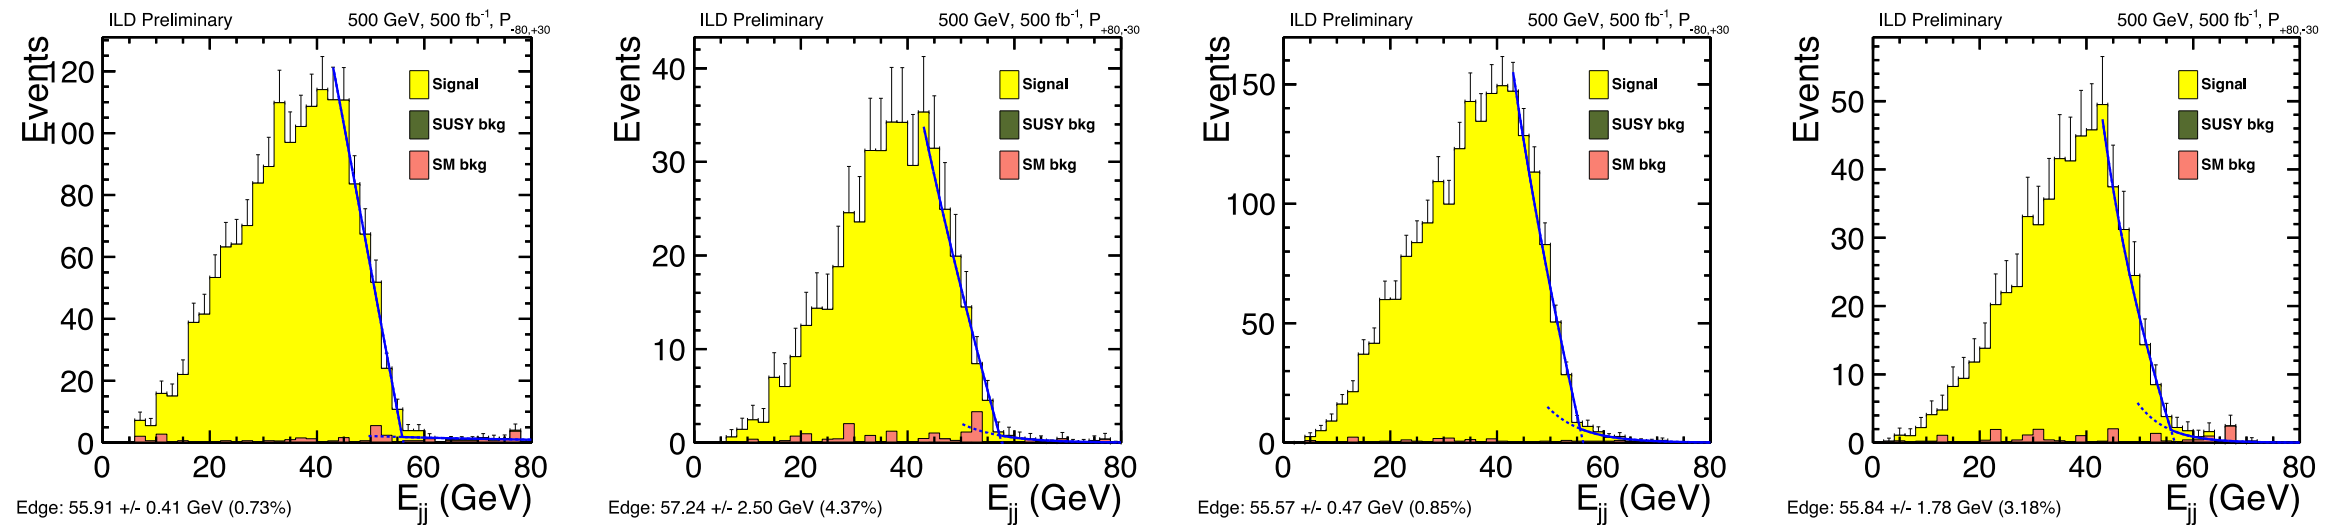 ILD Preliminary 500 GeV, 500 fb⁻¹, P₋₈₀,₊₃₀
Events
120
100
80
60
40
20
0
Signal
SUSY bkg
SM bkg
0 20 40 60 80
E_jj (GeV)
Edge: 55.91 +/- 0.41 GeV (0.73%)
ILD Preliminary 500 GeV, 500 fb⁻¹, P₊₈₀,₋₃₀
Events
40
30
20
10
0
Signal
SUSY bkg
SM bkg
0 20 40 60 80
E_jj (GeV)
Edge: 57.24 +/- 2.50 GeV (4.37%)
ILD Preliminary 500 GeV, 500 fb⁻¹, P₋₈₀,₊₃₀
Events
150
100
50
0
Signal
SUSY bkg
SM bkg
0 20 40 60 80
E_jj (GeV)
Edge: 55.57 +/- 0.47 GeV (0.85%)
ILD Preliminary 500 GeV, 500 fb⁻¹, P₊₈₀,₋₃₀
Events
50
40
30
20
10
0
Signal
SUSY bkg
SM bkg
0 20 40 60 80
E_jj (GeV)
Edge: 55.84 +/- 1.78 GeV (3.18%)